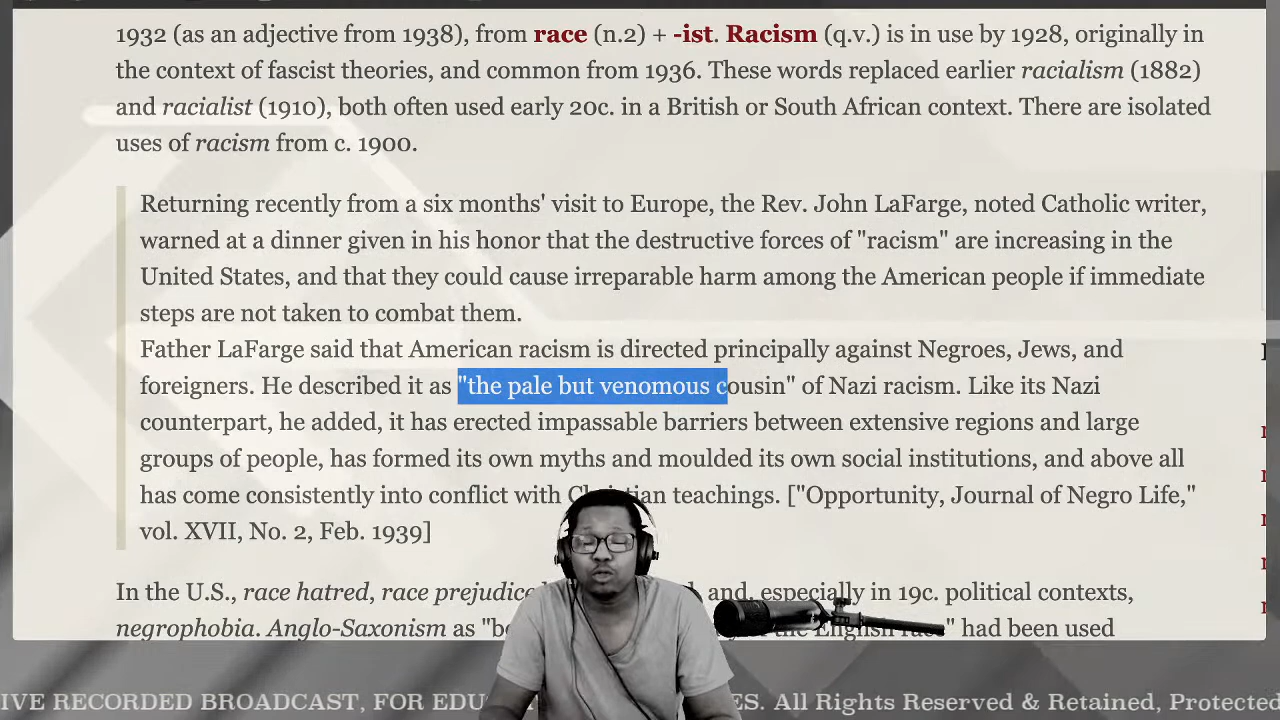 1932 (as an adjective from 1938), from race (n.2) + -ist. Racism (q.v.) is in use by 1928, originally in
the context of fascist theories, and common from 1936. These words replaced earlier racialism (1882)
and racialist (1910), both often used early 20c. in a British or South African context. There are isolated
uses of racism from c. 1900.
Returning recently from a six months' visit to Europe, the Rev. John LaFarge, noted Catholic writer,
warned at a dinner given in his honor that the destructive forces of "racism" are increasing in the
United States, and that they could cause irreparable harm among the American people if immediate
steps are not taken to combat them.
Father LaFarge said that American racism is directed principally against Negroes, Jews, and
foreigners. He described it as "the pale but venomous cousin" of Nazi racism. Like its Nazi
counterpart, he added, it has erected impassable barriers between extensive regions and large
groups of people, has formed its own myths and moulded its own social institutions, and above all
has come consistently into conflict with Christian teachings. ["Opportunity, Journal of Negro Life,"
vol. XVII, No. 2, Feb. 1939]
In the U.S., race hatred, race prejudice and, especially in 19c. political contexts,
negrophobia. Anglo-Saxonism as the English race" had been used
IVE RECORDED BROADCAST, FOR All Rights Reserved & Retained, Protected